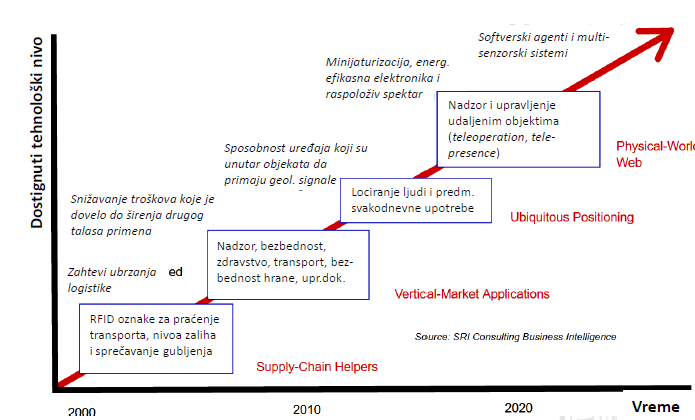 Softverski agenti i multi-
senzorski sistemi
Minijaturizacija, energ.
efikasna elektronika i
raspoloživ spektar
Nadzor i upravljenje
udaljenim objektima
(teleoperation, tele-
presence)
Physical-World
Web
Sposobnost uređaja koji su
unutar objekata da
primaju geol. signale
Lociranje ljudi i predm.
svakodnevne upotrebe
Ubiquitous Positioning
Snižavanje troškova koje je
dovelo do širenja drugog
talasa primena
Nadzor, bezbednost,
zdravstvo, transport, bez-
bednost hrane, upr.dok.
Vertical-Market Applications
Zahtevi ubrzanja ed
logistike
RFID oznake za praćenje
transporta, nivoa zaliha
i sprečavanje gubljenja
Supply-Chain Helpers
Source: SRI Consulting Business Intelligence
Dostignuti tehnološki nivo
2000 2010 2020 Vreme